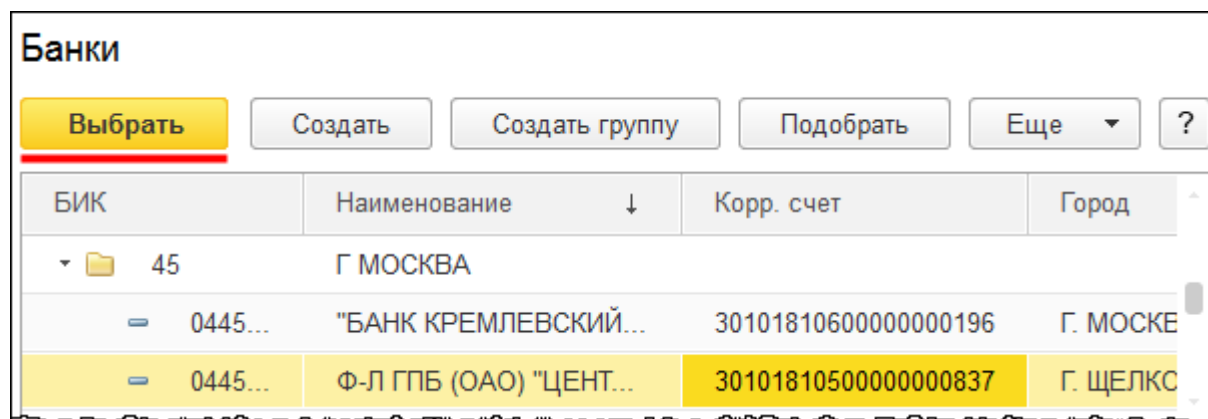 Банки
Выбрать Создать Создать группу Подобрать Еще ?
БИК Наименование ↓ Корр. счет Город
45 Г МОСКВА
0445... "БАНК КРЕМЛЕВСКИЙ... 30101810600000000196 Г. МОСКВ
0445... Ф-Л ГПБ (ОАО) "ЦЕНТ... 30101810500000000837 Г. ЩЕЛКО